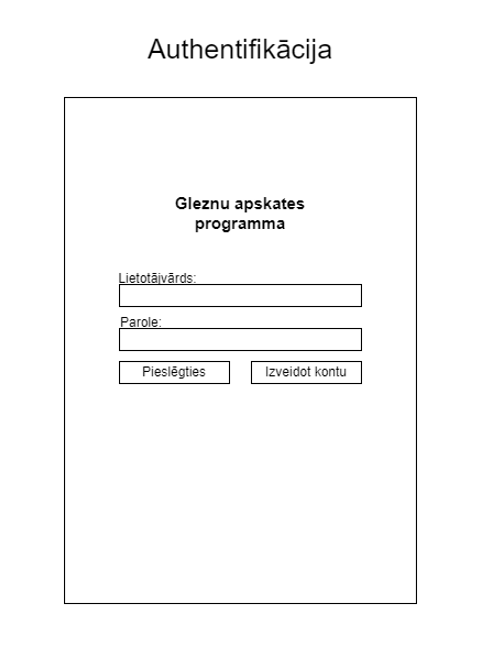 Authentifikācija
Gleznu apskates
programma
Lietotājvārds:
Parole:
Pieslēgties
Izveidot kontu